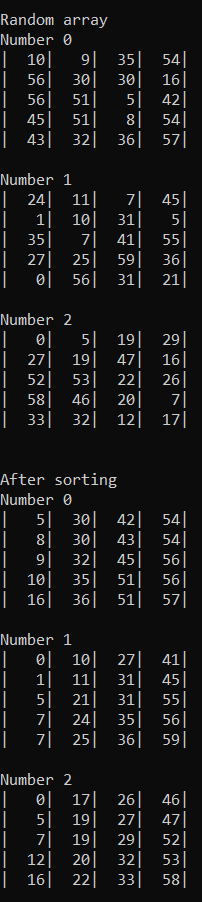 Random array
Number 0
|  10|   9|  35|  54|
|  56|  30|  30|  16|
|  56|  51|   5|  42|
|  45|  51|   8|  54|
|  43|  32|  36|  57|
Number 1
|  24|  11|   7|  45|
|   1|  10|  31|   5|
|  35|   7|  41|  55|
|  27|  25|  59|  36|
|   0|  56|  31|  21|
Number 2
|   0|   5|  19|  29|
|  27|  19|  47|  16|
|  52|  53|  22|  26|
|  58|  46|  20|   7|
|  33|  32|  12|  17|
After sorting
Number 0
|   5|  30|  42|  54|
|   8|  30|  43|  54|
|   9|  32|  45|  56|
|  10|  35|  51|  56|
|  16|  36|  51|  57|
Number 1
|   0|  10|  27|  41|
|   1|  11|  31|  45|
|   5|  21|  31|  55|
|   7|  24|  35|  56|
|   7|  25|  36|  59|
Number 2
|   0|  17|  26|  46|
|   5|  19|  27|  47|
|   7|  19|  29|  52|
|  12|  20|  32|  53|
|  16|  22|  33|  58|